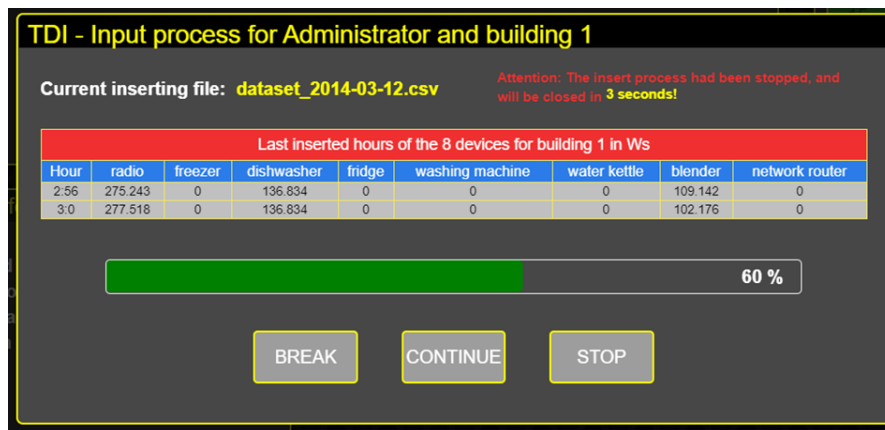 TDI - Input process for Administrator and building 1
Current inserting file: dataset_2014-03-12.csv
Attention: The insert process had been stopped, and
will be closed in 3 seconds!
Last inserted hours of the 8 devices for building 1 in Ws
Hour radio freezer dishwasher fridge washing machine water kettle blender network router
2:56 275.243 0 136.834 0 0 0 109.142 0
3:0 277.518 0 136.834 0 0 0 102.176 0
60 %
BREAK CONTINUE STOP